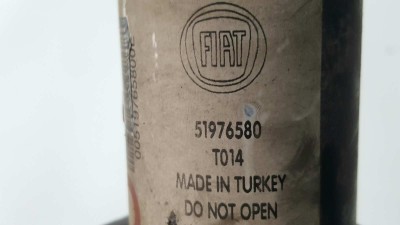 FIAT
51976580
T014
MADE IN TURKEY
DO NOT OPEN